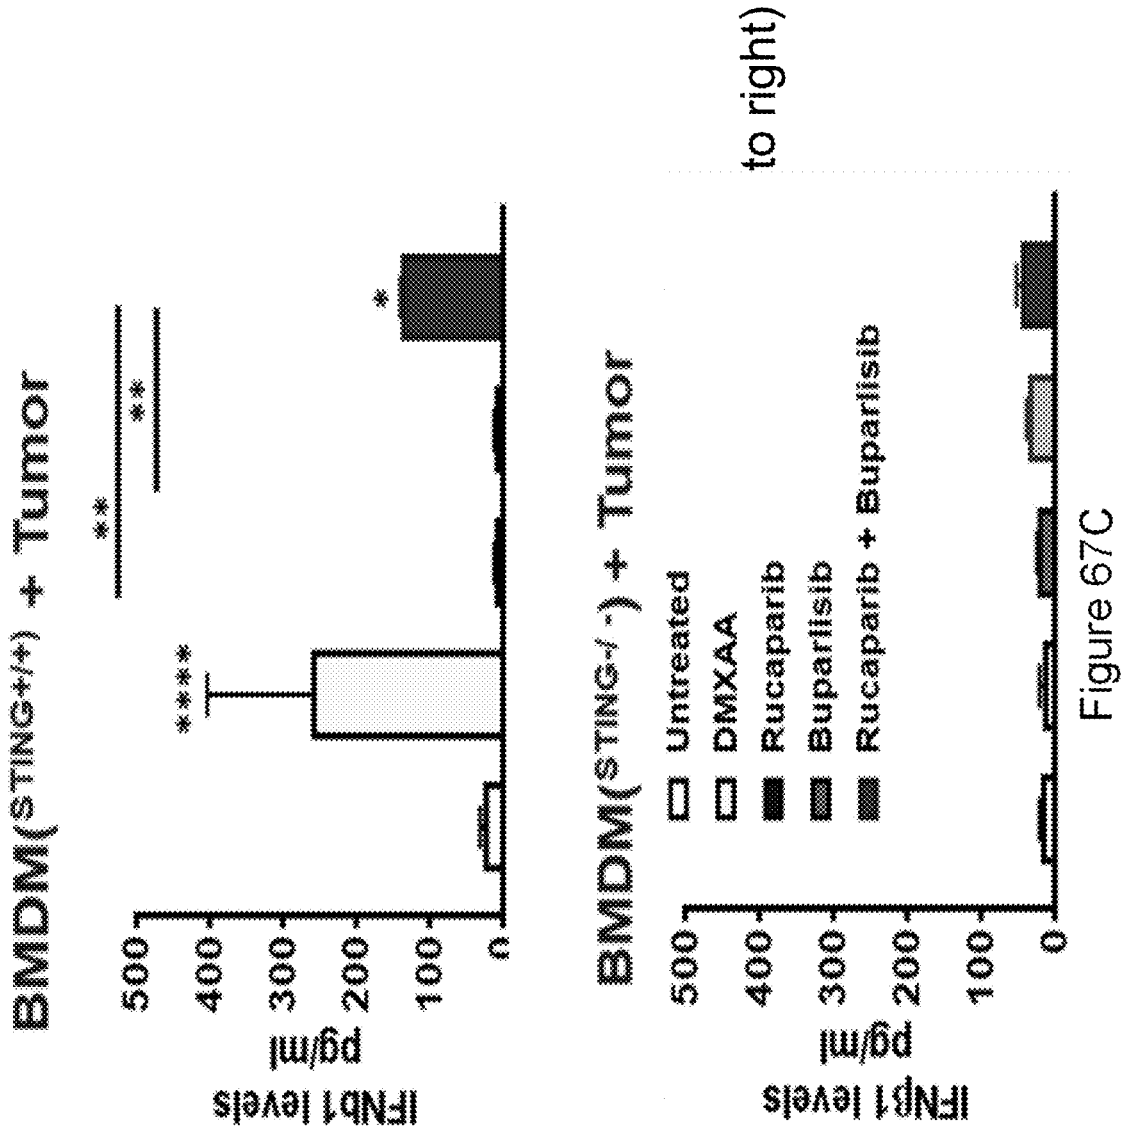 BMDM(STING+/+) + Tumor
IFNb1 levels
pg/ml
500
400
300
200
100
0
****
**
**
*
BMDM(STING-/-) + Tumor
IFNβ1 levels
pg/ml
500
400
300
200
100
0
Untreated
DMXAA
Rucaparib
Buparlisib
Rucaparib + Buparlisib
to right)
Figure 67C